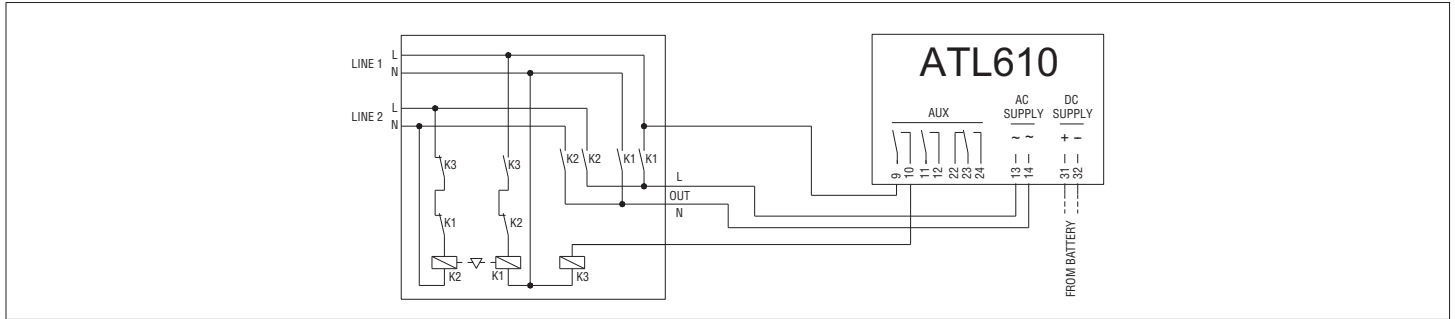 ATL610
L
LINE 1
N
AC
SUPPLY
DC
SUPPLY
AUX
L
LINE 2
N
~ ~
+ −
K3
K3
K2
K2
K1
K1
9
10
11
12
22
23
24
13
14
31
32
L
OUT
N
K1
K2
K2
K1
K3
FROM BATTERY